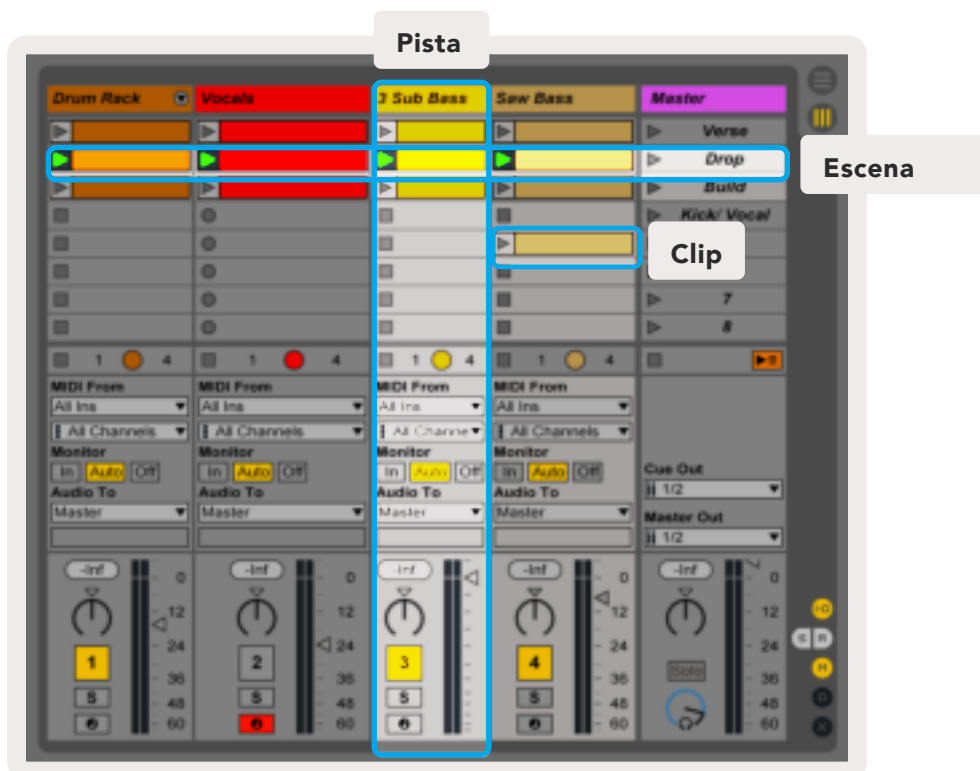 Pista
Drum Rack Vocals 3 Sub Bass Saw Bass Master
Verse
Drop
Escena
Build
Kick/ Vocal
Clip
7
8
1 4 1 4 1 4 1 4
MIDI From MIDI From MIDI From MIDI From
All Ins All Ins All Ins All Ins
All Channels All Channels All Channe All Channels
Monitor Monitor Monitor Monitor
In Auto Off In Auto Off In Auto Off In Auto Off Cue Out
Audio To Audio To Audio To Audio To 1/2
Master Master Master Master Master Out
1/2
-Inf 0 -Inf 0 -Inf -Inf 0 -Inf 0
12 12 12 12
24 24 24 24 S R
1 2 3 4 Solo H
36 36 36 36
S S S S
48 48 48 48
60 60 60 60